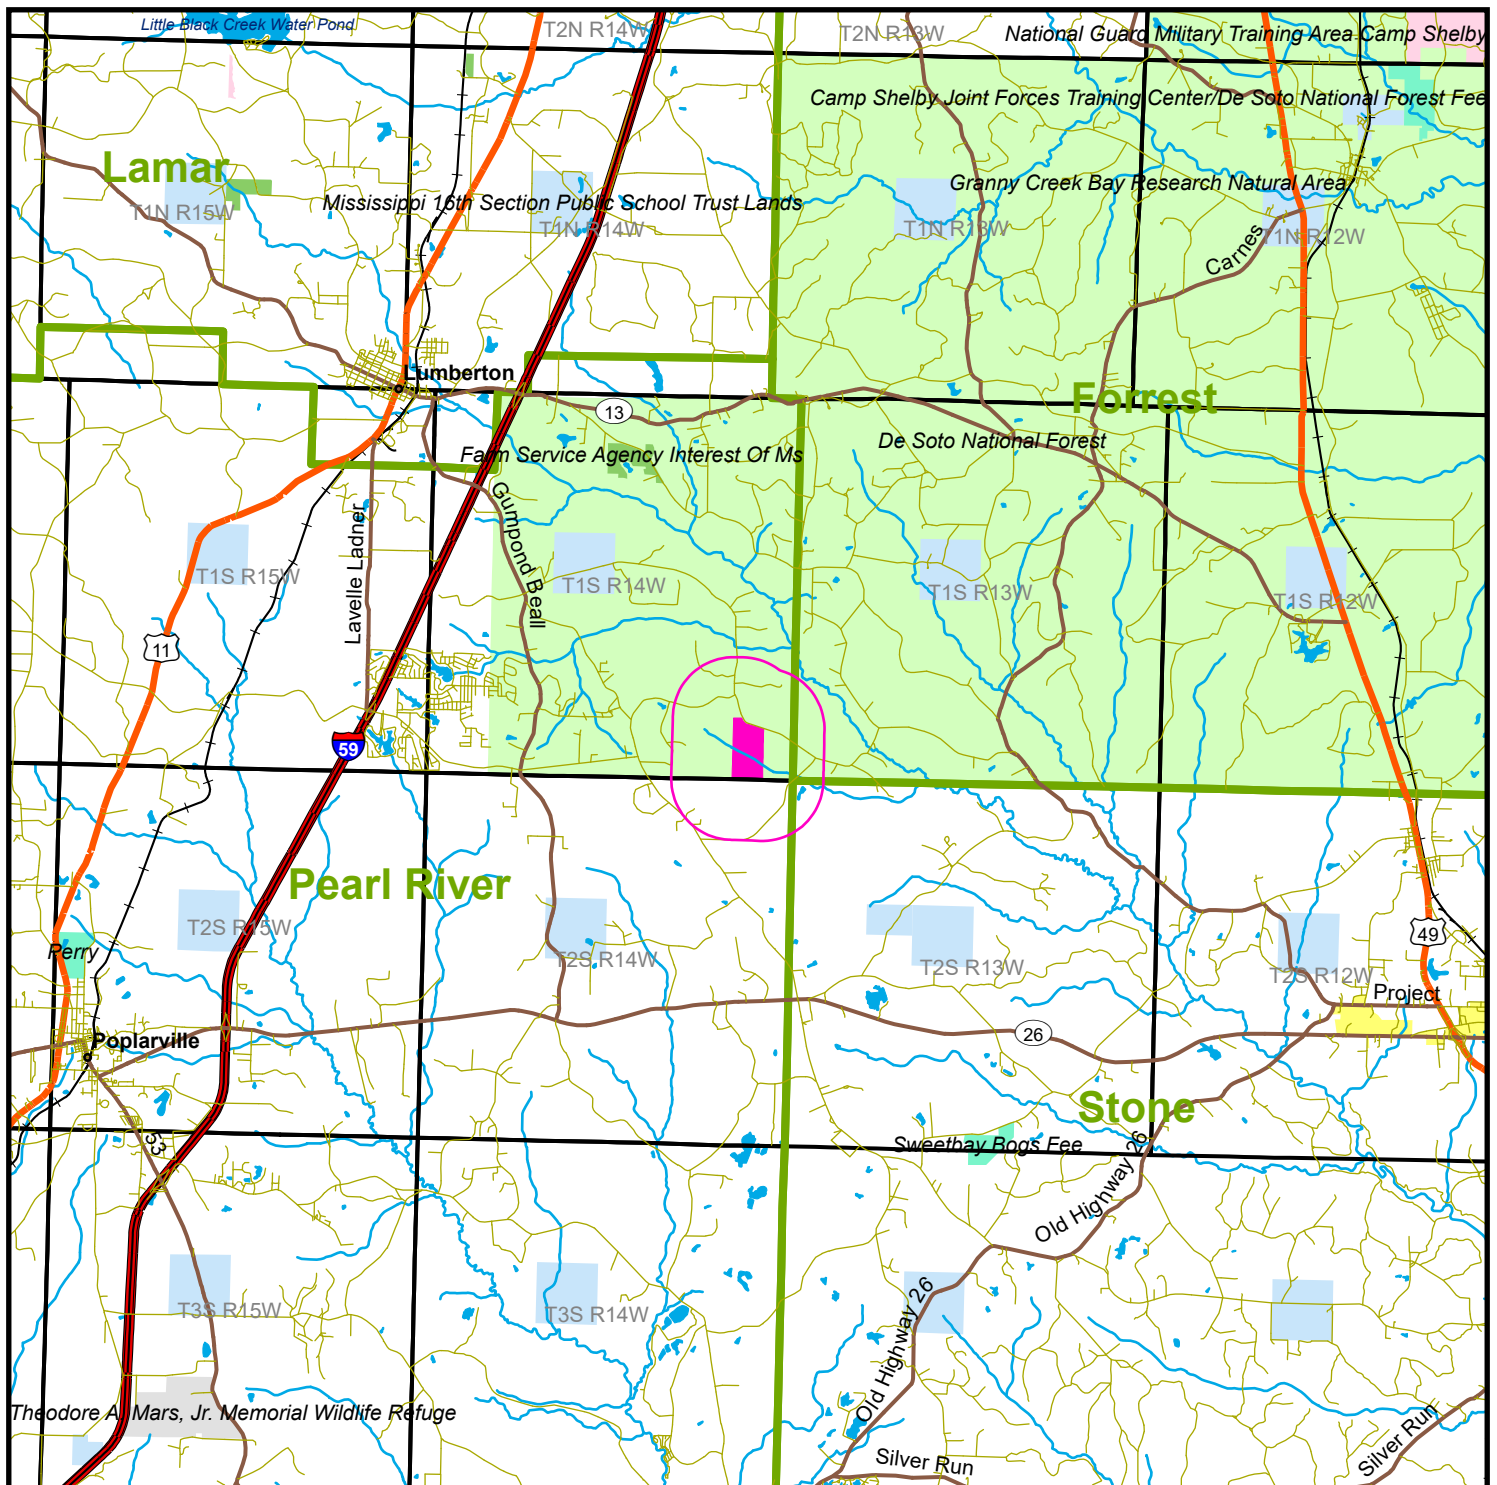 Little Black Creek Water Pond
T2N R14W
T2N R13W
National Guard Military Training Area Camp Shelby
Camp Shelby Joint Forces Training Center/De Soto National Forest Fee
Lamar
Granny Creek Bay Research Natural Area
Mississippi 16th Section Public School Trust Lands
T1N R15W
T1N R14W
T1N R13W
T1N R12W
Carnes
Lumberton
Forrest
13
De Soto National Forest
Farm Service Agency Interest Of Ms
Gumpond Beall
Lavelle Ladner
T1S R15W
T1S R14W
T1S R13W
T1S R12W
11
59
Pearl River
T2S R15W
49
Perry
T2S R14W
T2S R13W
T2S R12W
Project
26
Poplarville
Stone
53
Sweetbay Bogs Fee
Old Highway 26
T3S R15W
T3S R14W
Old Highway 26
Theodore A. Mars, Jr. Memorial Wildlife Refuge
Silver Run
Silver Run